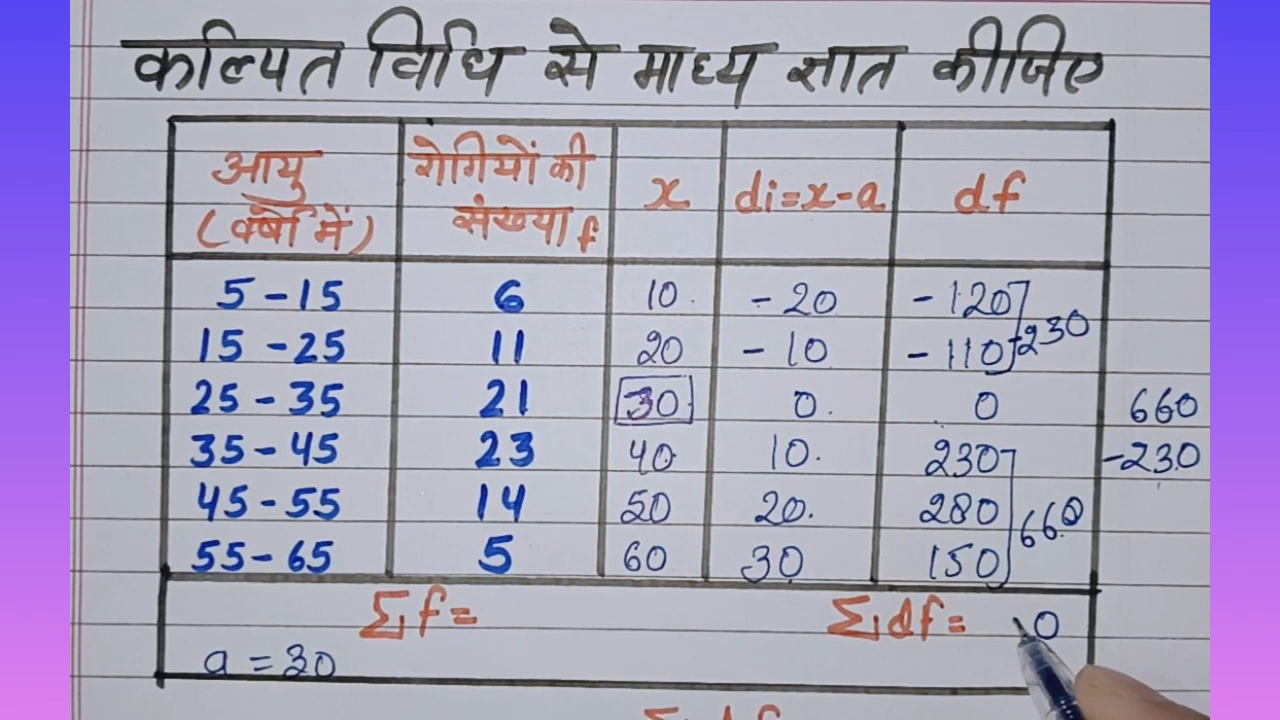 कल्पित विधि से माध्य ज्ञात कीजिए
आयु (वर्षो में) रोगियों की संख्या f x di=x-a df
5-15 6 10 -20 -120
15-25 11 20 -10 -110 -230
25-35 21 30 0 0 660
35-45 23 40 10 230 -230
45-55 14 50 20 280 660
55-65 5 60 30 150
Σf= Σdf= 0
a=30